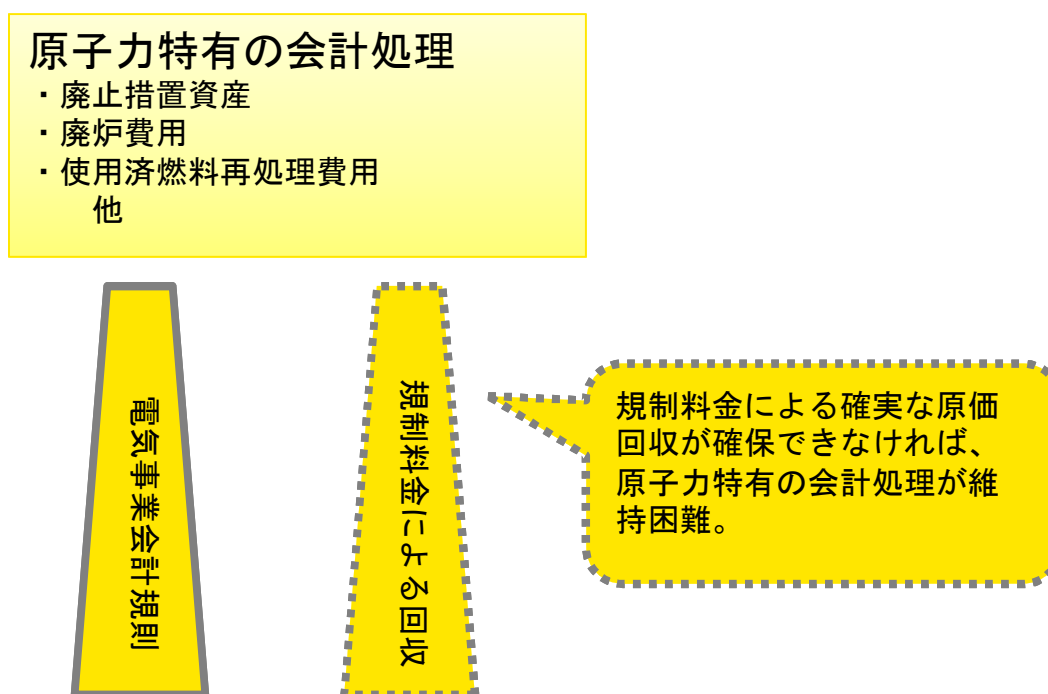 原子力特有の会計処理
・廃止措置資産
・廃炉費用
・使用済燃料再処理費用
他
電気事業会計規則
規制料金による回収
規制料金による確実な原価
回収が確保できなければ、
原子力特有の会計処理が維
持困難。